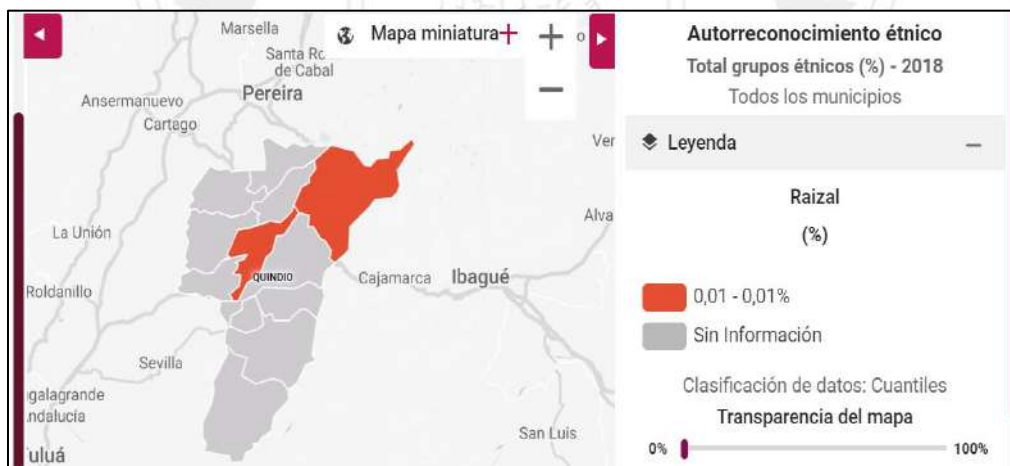 Marsella
Mapa miniatura
o
Santa Ro
de Cabal
Pereira
Ansermanuevo
Cartago
Ver
La Unión
Alva
QUINDIO
Cajamarca
Ibagué
Roldanillo
Sevilla
galagrande
ndalucía
Tuluá
San Luis
Autorreconocimiento étnico
Total grupos étnicos (%) - 2018
Todos los municipios
Leyenda
Raizal
(%)
0,01 - 0,01%
Sin Información
Clasificación de datos: Cuantiles
Transparencia del mapa
0% 100%